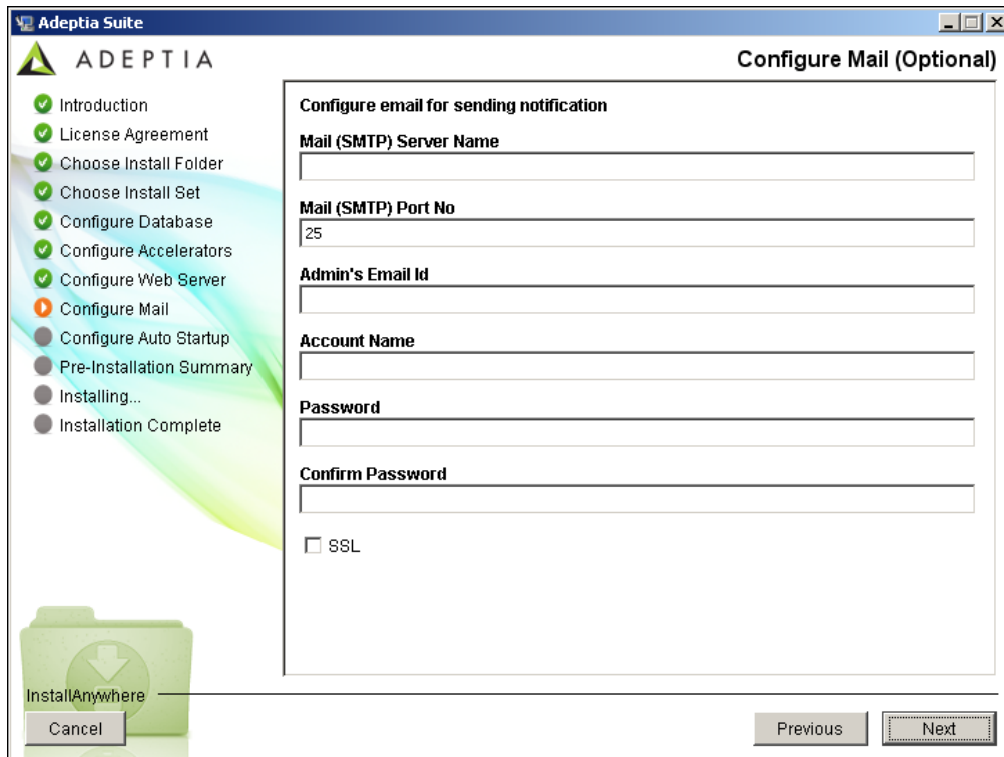 Adeptia Suite
ADEPTIA
Configure Mail (Optional)
Introduction
License Agreement
Choose Install Folder
Choose Install Set
Configure Database
Configure Accelerators
Configure Web Server
Configure Mail
Configure Auto Startup
Pre-Installation Summary
Installing...
Installation Complete
Configure email for sending notification
Mail (SMTP) Server Name
Mail (SMTP) Port No
25
Admin's Email Id
Account Name
Password
Confirm Password
SSL
InstallAnywhere
Cancel
Previous
Next